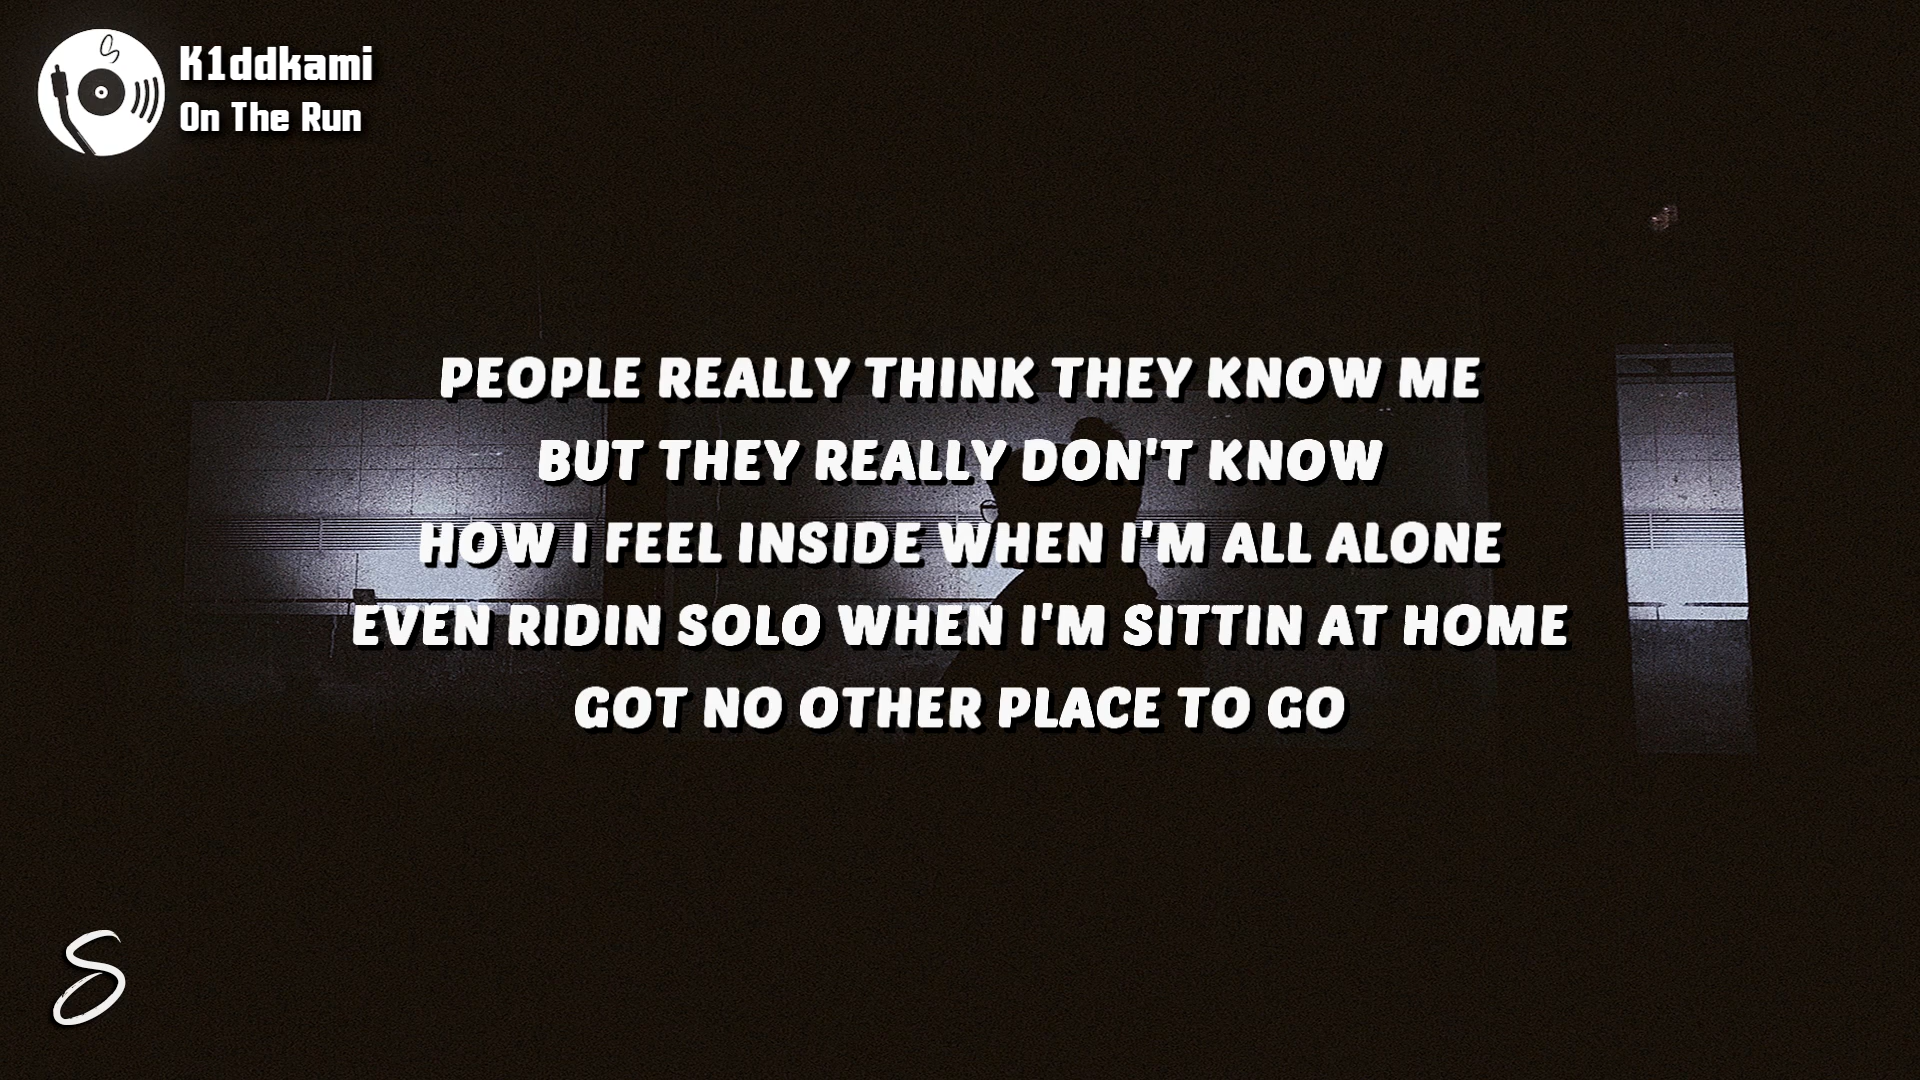 K1ddkami
On The Run
PEOPLE REALLY THINK THEY KNOW ME
BUT THEY REALLY DON'T KNOW
HOW I FEEL INSIDE WHEN I'M ALL ALONE
EVEN RIDIN SOLO WHEN I'M SITTIN AT HOME
GOT NO OTHER PLACE TO GO
S